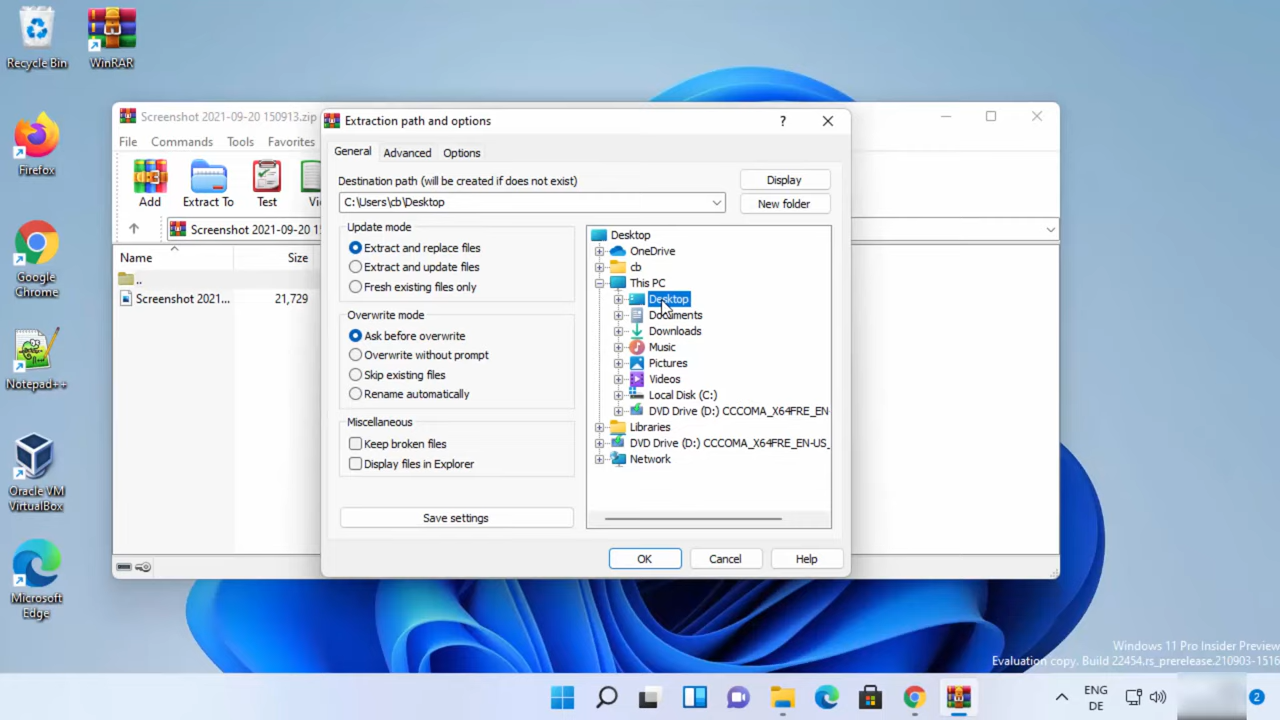 Recycle Bin
WinRAR
Firefox
Google
Chrome
Notepad++
Oracle VM
VirtualBox
Microsoft
Edge
Screenshot 2021-09-20 150913.zip
File Commands Tools Favorites
Add Extract To Test
Screenshot 2021-09-20 1
Name Size
..
Screenshot 2021... 21,729
Extraction path and options
?
General Advanced Options
Destination path (will be created if does not exist)
C:\Users\cb\Desktop
Display
New folder
Update mode
Extract and replace files
Extract and update files
Fresh existing files only
Overwrite mode
Ask before overwrite
Overwrite without prompt
Skip existing files
Rename automatically
Miscellaneous
Keep broken files
Display files in Explorer
Save settings
Desktop
OneDrive
cb
This PC
Desktop
Documents
Downloads
Music
Pictures
Videos
Local Disk (C:)
DVD Drive (D:) CCCOMA_X64FRE_EN
Libraries
DVD Drive (D:) CCCOMA_X64FRE_EN-US_
Network
OK Cancel Help
Windows 11 Pro Insider Preview
Evaluation copy. Build 22454.rs_prerelease.210903-1516
ENG
DE
2